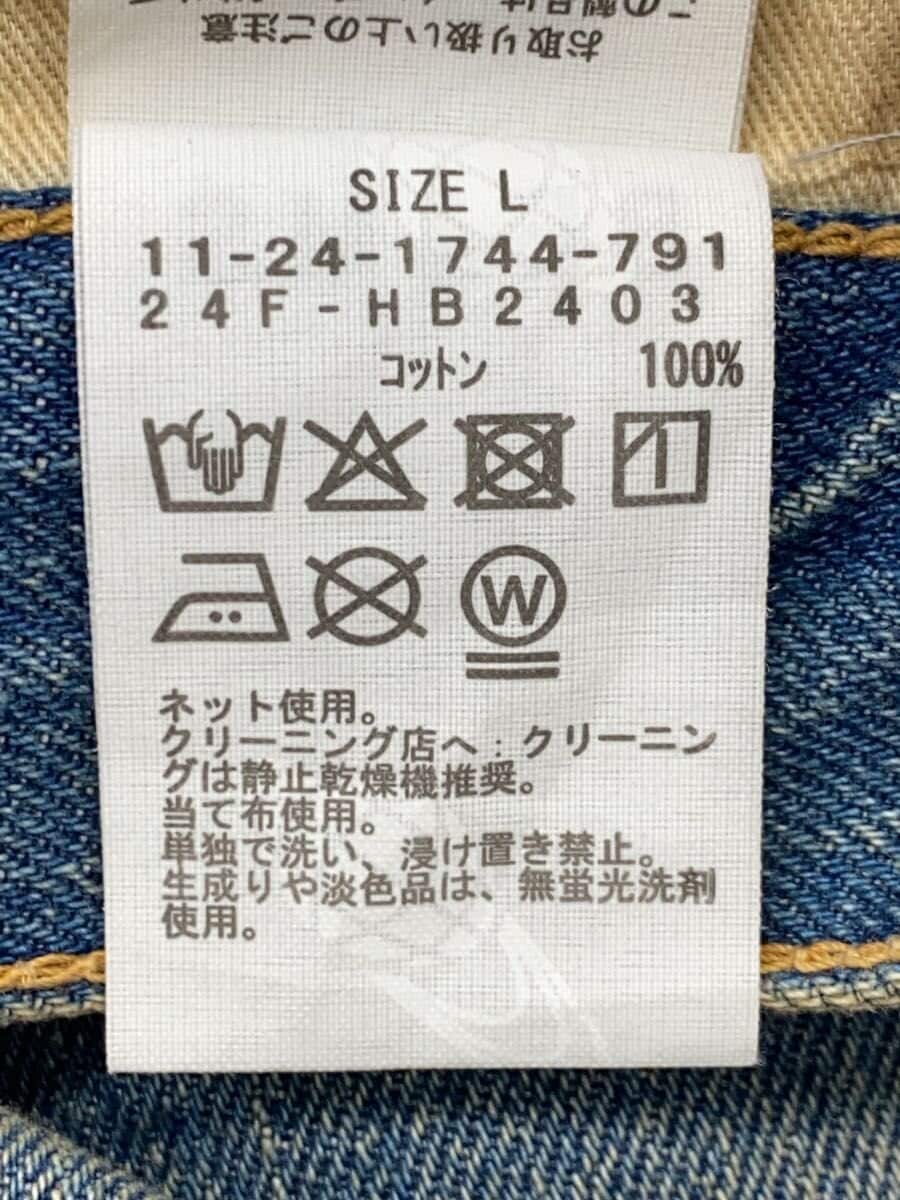 お取り扱い上のご注意
SIZE L
11-24-1744-791
24F-HB2403
コットン 100%
W
ネット使用。
クリーニング店へ：クリーニン
グは静止乾燥機推奨。
当て布使用。
単独で洗い、浸け置き禁止。
生成りや淡色品は、無蛍光洗剤
使用。